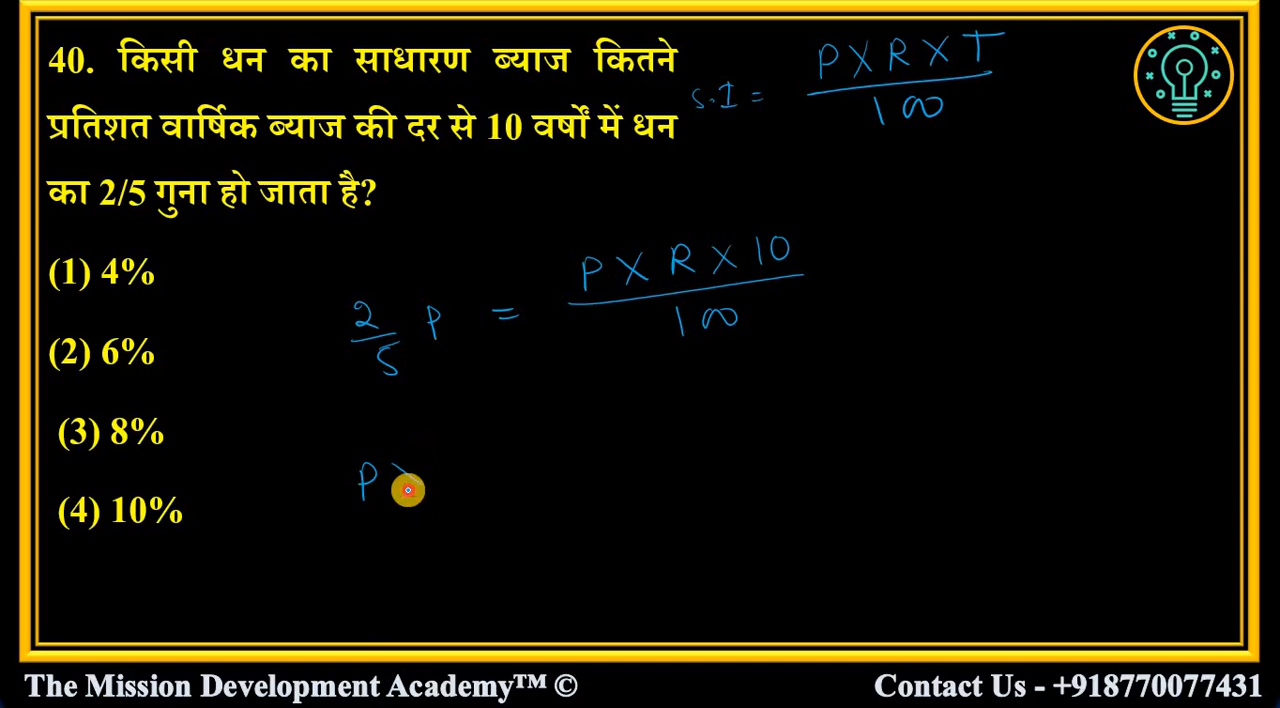 40. किसी धन का साधारण ब्याज कितने
प्रतिशत वार्षिक ब्याज की दर से 10 वर्षों में धन
का 2/5 गुना हो जाता है?
S.I = P X R X T / 100
(1) 4%
2/5 P = P X R X 10 / 100
(2) 6%
(3) 8%
P X
(4) 10%
The Mission Development Academy™ ©
Contact Us - +918770077431